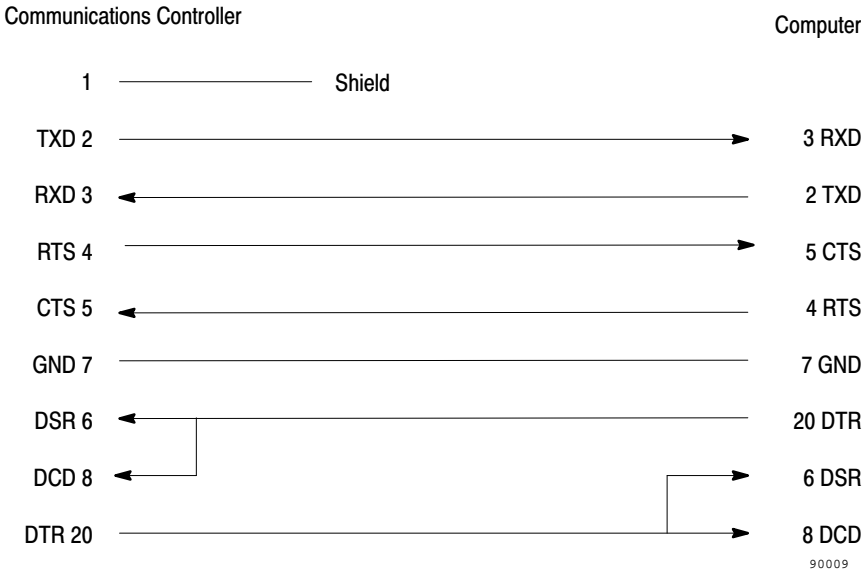 Communications Controller
Computer
1 Shield
TXD 2 3 RXD
RXD 3 2 TXD
RTS 4 5 CTS
CTS 5 4 RTS
GND 7 7 GND
DSR 6 20 DTR
DCD 8 6 DSR
DTR 20 8 DCD
90009